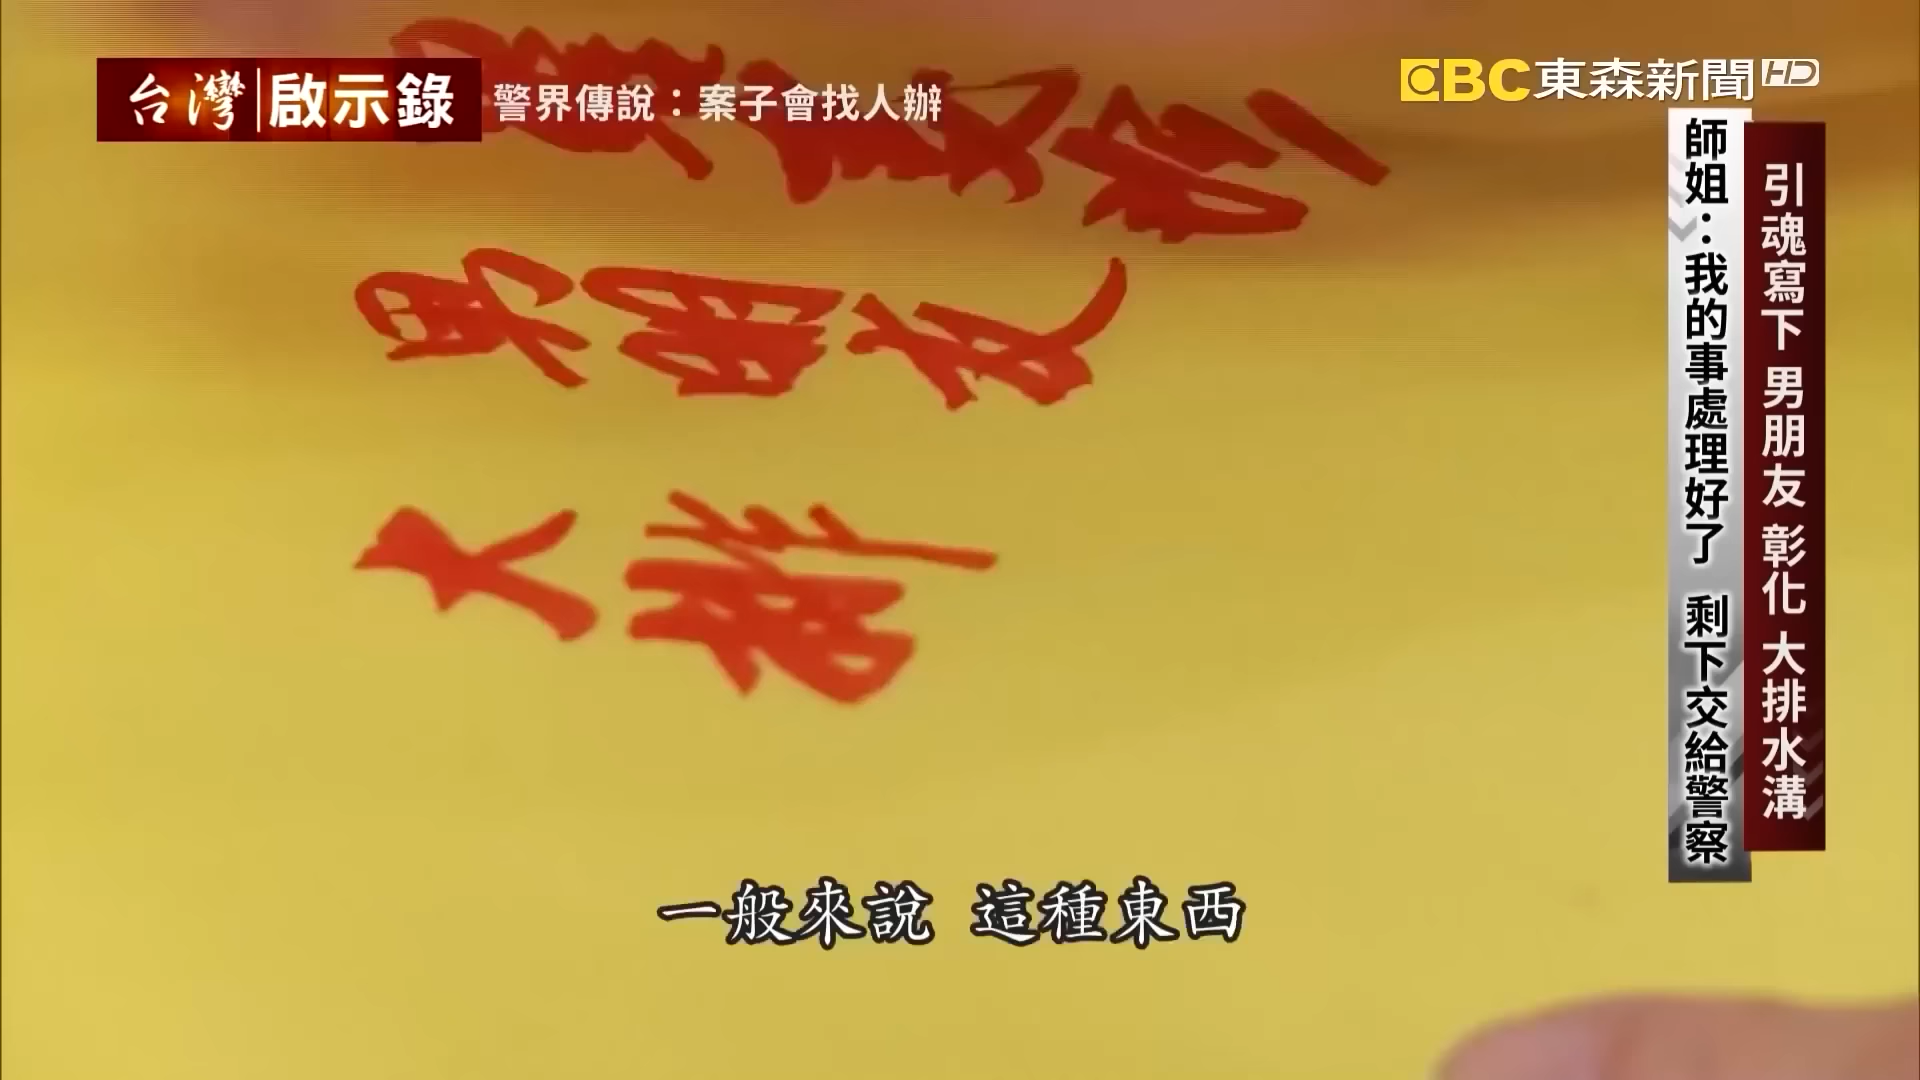 台灣啟示錄
警界傳說：案子會找人辦
EBC東森新聞HD
引魂寫下 男朋友 彰化 大排水溝
師姐：我的事處理好了 剩下交給警察
男朋友
大排
一般來說 這種東西